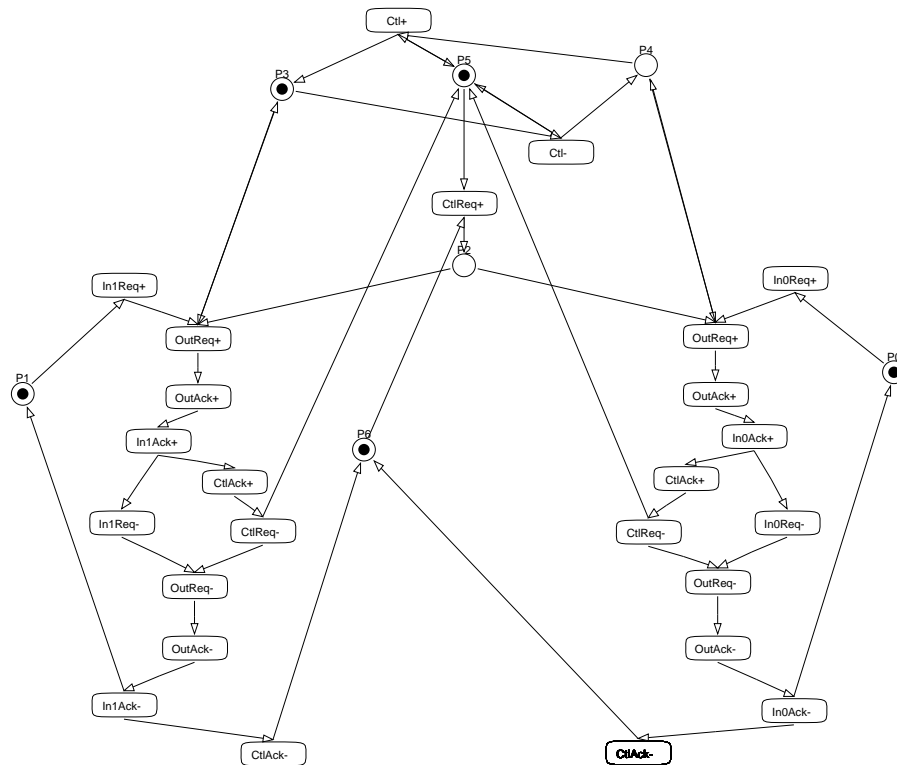 Ctl+
P4
P5
P3
Ctl-
CtlReq+
P2
In1Req+
In0Req+
OutReq+
OutReq+
P1
P0
OutAck+
OutAck+
In1Ack+
In0Ack+
P6
CtlAck+
CtlAck+
In1Req-
CtlReq-
CtlReq-
In0Req-
OutReq-
OutReq-
OutAck-
OutAck-
In1Ack-
In0Ack-
CtlAck-
CtlAck-